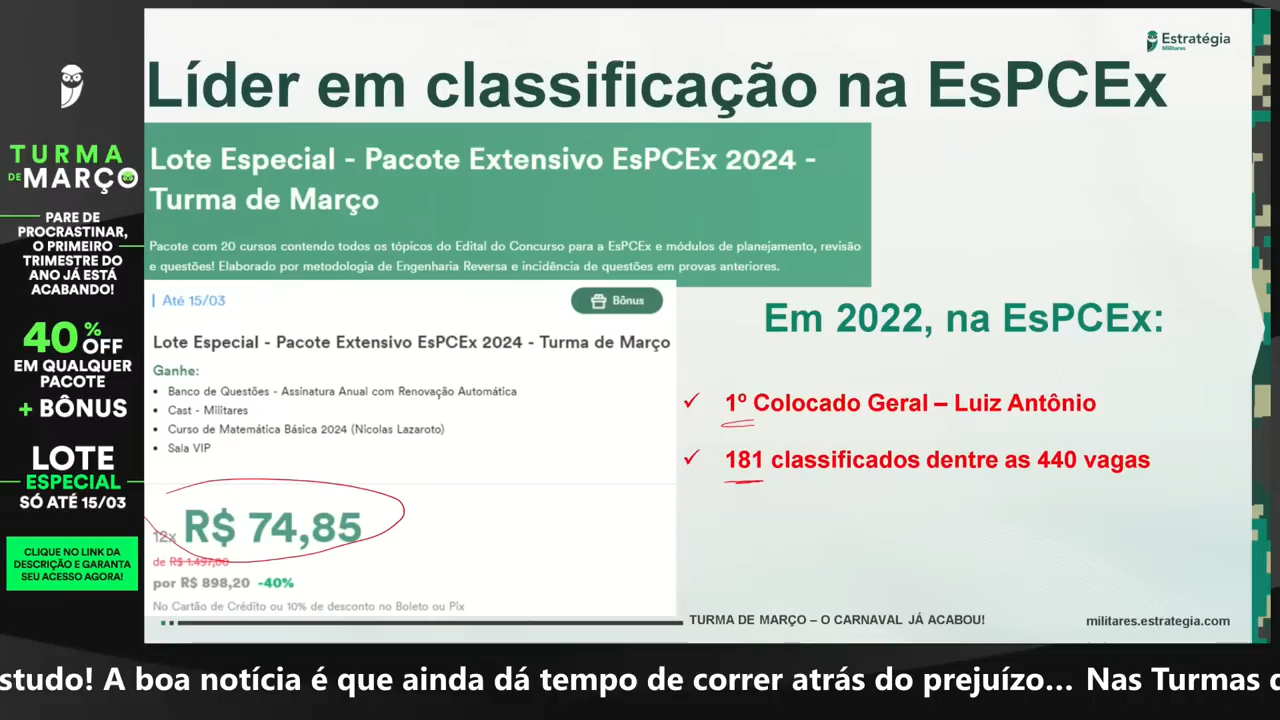 Estratégia
Militares
Líder em classificação na EsPCEx
TURMA
DE MARÇO
PARE DE
PROCRASTINAR,
O PRIMEIRO
TRIMESTRE DO
ANO JÁ ESTÁ
ACABANDO!
40% OFF
EM QUALQUER
PACOTE
+ BÔNUS
LOTE
ESPECIAL
SÓ ATÉ 15/03
CLIQUE NO LINK DA
DESCRIÇÃO E GARANTA
SEU ACESSO AGORA!
Lote Especial - Pacote Extensivo EsPCEx 2024 -
Turma de Março
Pacote com 20 cursos contendo todos os tópicos do Edital do Concurso para a EsPCEx e módulos de planejamento, revisão
e questões! Elaborado por metodologia de Engenharia Reversa e incidência de questões em provas anteriores.
Até 15/03
Bônus
Lote Especial - Pacote Extensivo EsPCEx 2024 - Turma de Março
Ganhe:
• Banco de Questões - Assinatura Anual com Renovação Automática
• Cast - Militares
• Curso de Matemática Básica 2024 (Nicolas Lazaroto)
• Sala VIP
12x R$ 74,85
de R$ 1.497,00
por R$ 898,20 -40%
No Cartão de Crédito ou 10% de desconto no Boleto ou Pix
Em 2022, na EsPCEx:
✓ 1º Colocado Geral – Luiz Antônio
✓ 181 classificados dentre as 440 vagas
TURMA DE MARÇO – O CARNAVAL JÁ ACABOU!
militares.estrategia.com
studo! A boa notícia é que ainda dá tempo de correr atrás do prejuízo... Nas Turmas